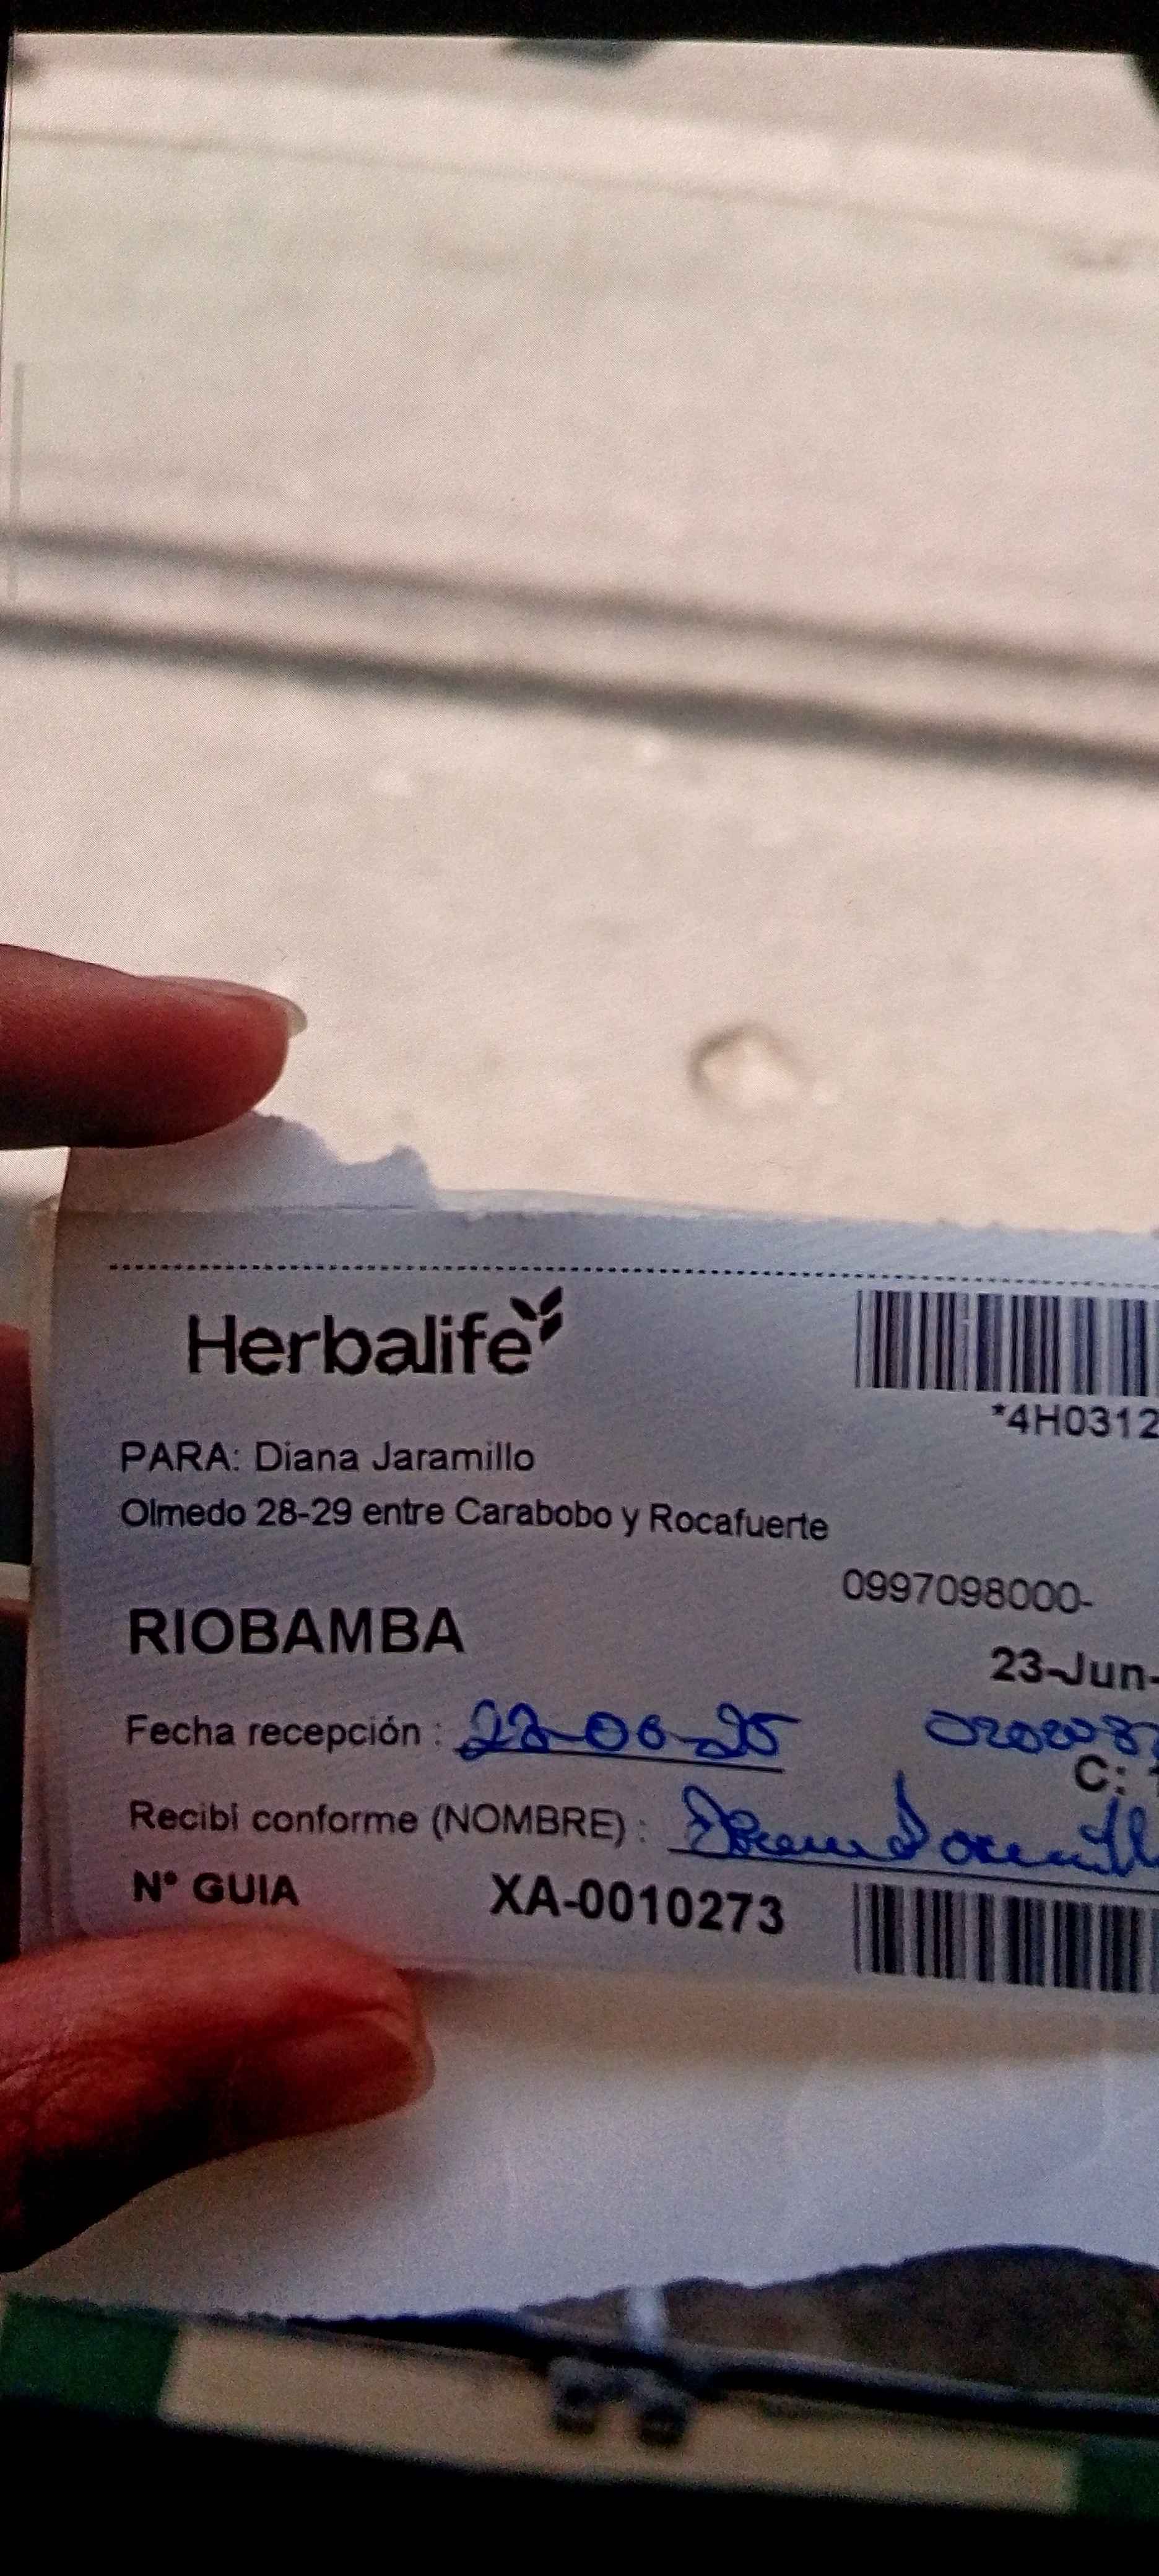 Herbalife
*4H0312
PARA: Diana Jaramillo
Olmedo 28-29 entre Carabobo y Rocafuerte
0997098000-
RIOBAMBA
23-Jun-
Fecha recepción :
C:
Recibí conforme (NOMBRE) :
N° GUIA XA-0010273